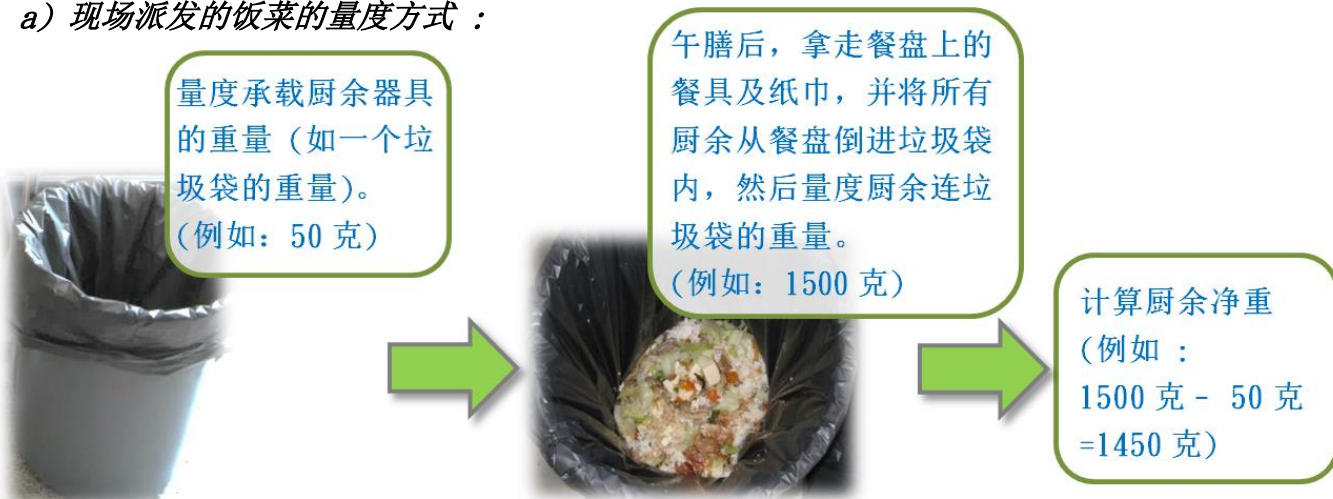 a) 现场派发的饭菜的量度方式 :
量度承载厨余器具
的重量 (如一个垃
圾袋的重量)。
(例如: 50 克)
午膳后，拿走餐盘上的
餐具及纸巾，并将所有
厨余从餐盘倒进垃圾袋
内，然后量度厨余连垃
圾袋的重量。
(例如: 1500 克)
计算厨余净重
(例如 :
1500 克- 50 克
=1450 克)